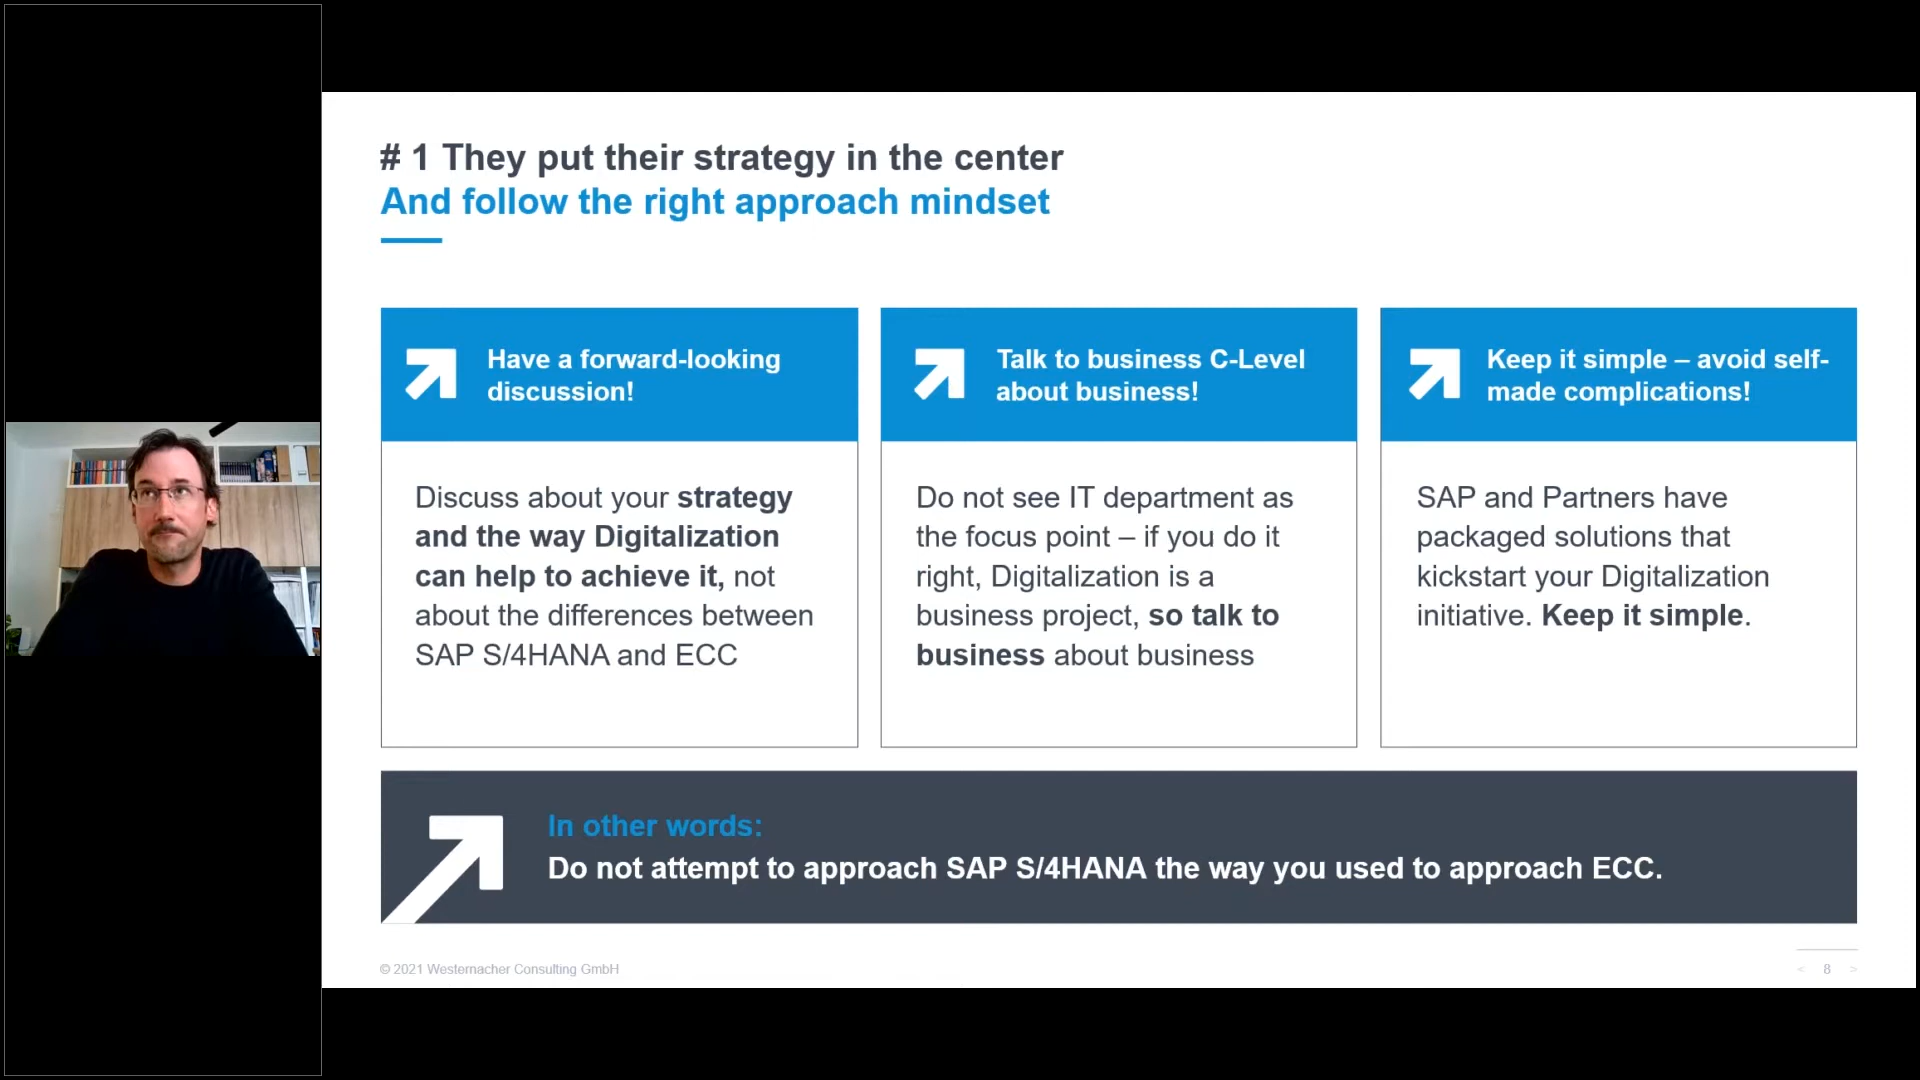 # 1 They put their strategy in the center
And follow the right approach mindset
Have a forward-looking
discussion!
Discuss about your strategy
and the way Digitalization
can help to achieve it, not
about the differences between
SAP S/4HANA and ECC
Talk to business C-Level
about business!
Do not see IT department as
the focus point – if you do it
right, Digitalization is a
business project, so talk to
business about business
Keep it simple – avoid self-
made complications!
SAP and Partners have
packaged solutions that
kickstart your Digitalization
initiative. Keep it simple.
In other words:
Do not attempt to approach SAP S/4HANA the way you used to approach ECC.
© 2021 Westernacher Consulting GmbH
< 8 >